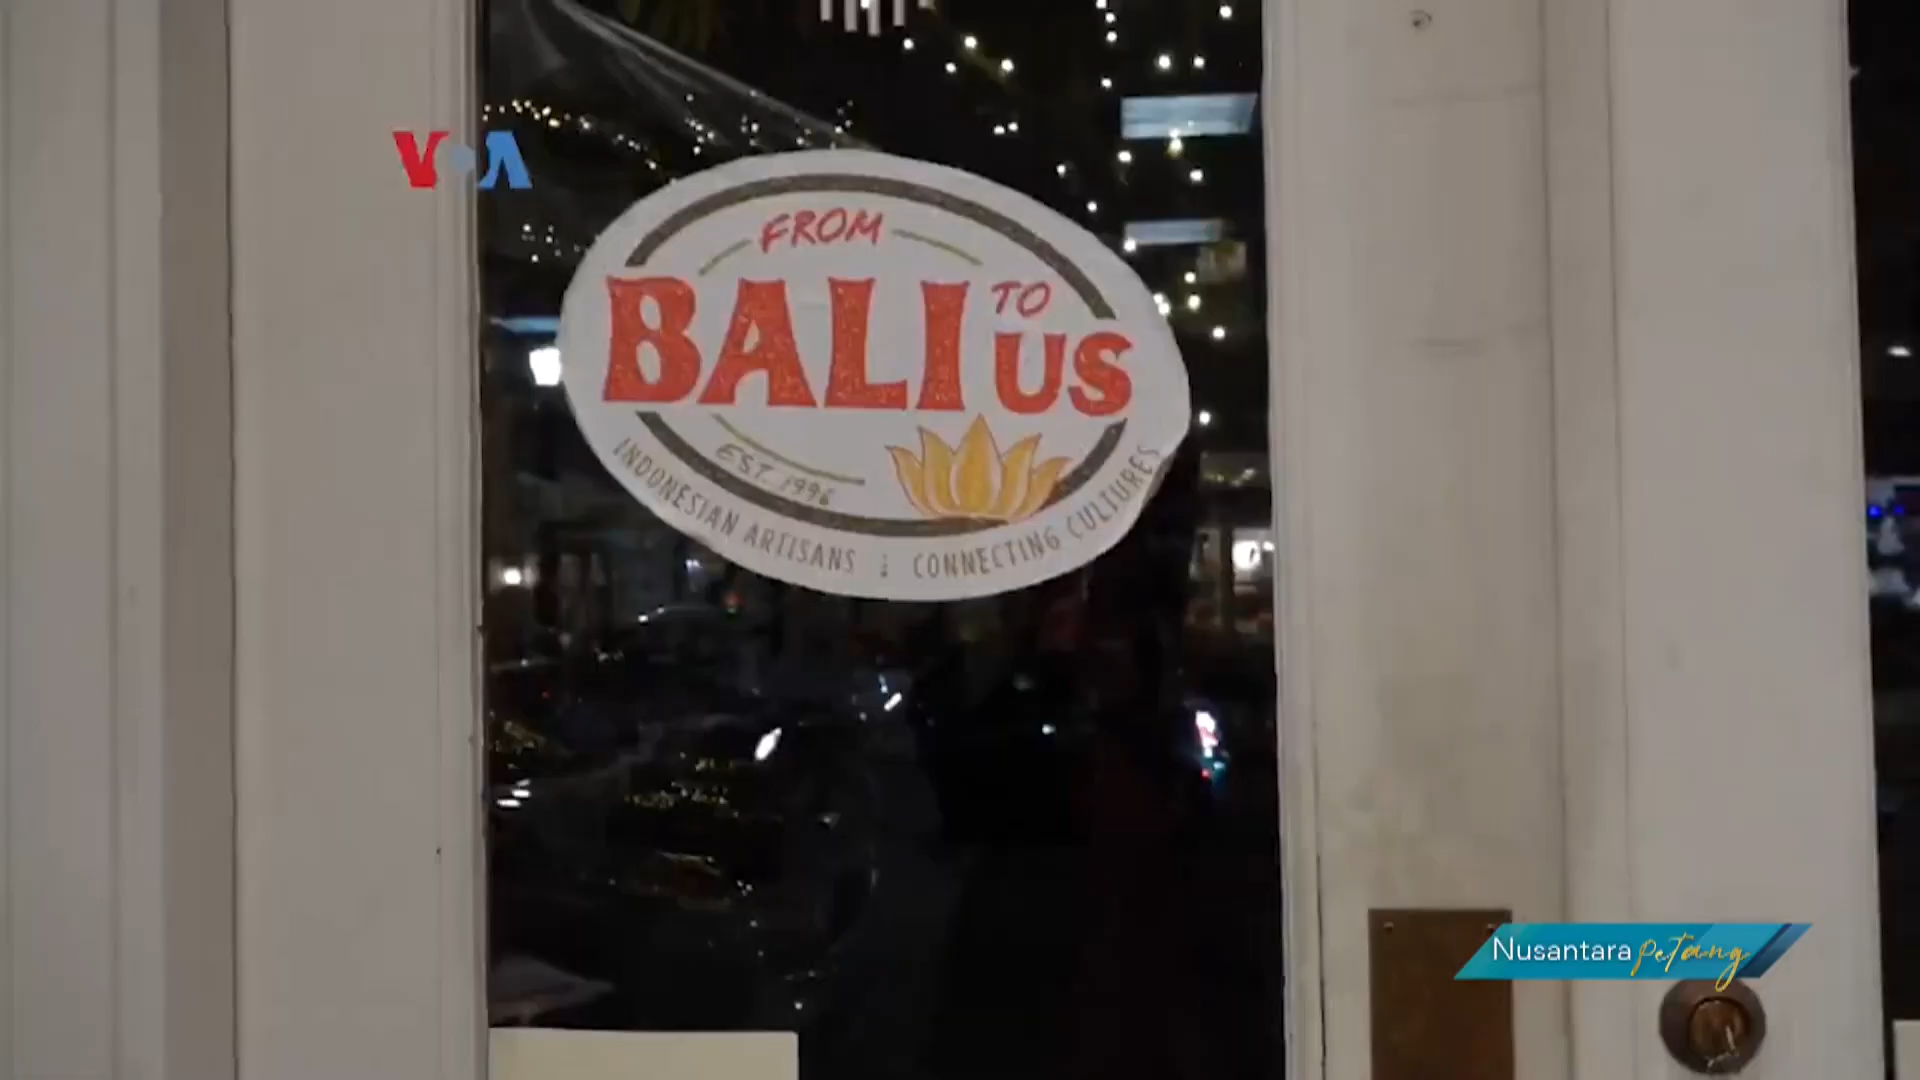 VOA
FROM
BALI TO US
EST. 1996
INDONESIAN ARTISANS : CONNECTING CULTURES
Nusantara Petang